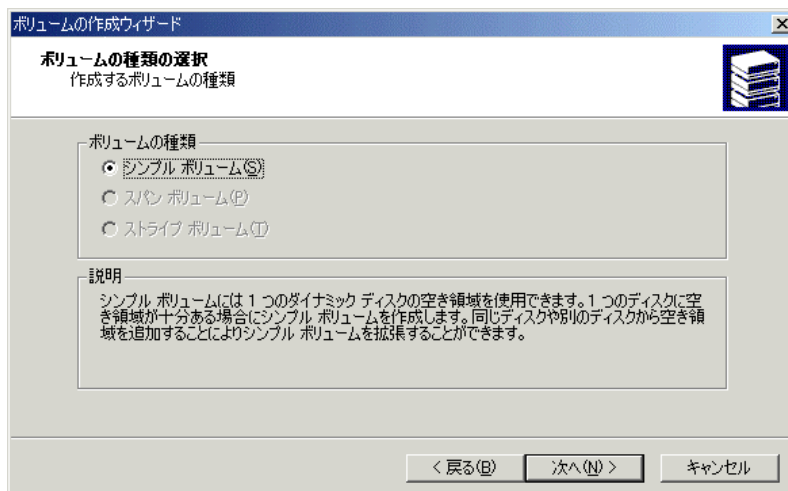 ボリュームの作成ウィザード
ボリュームの種類の選択
作成するボリュームの種類
ボリュームの種類
シンプル ボリューム(S)
スパン ボリューム(P)
ストライプ ボリューム(T)
説明
シンプル ボリュームには 1 つのダイナミック ディスクの空き領域を使用できます。1 つのディスクに空
き領域が十分ある場合にシンプル ボリュームを作成します。同じディスクや別のディスクから空き領
域を追加することによりシンプル ボリュームを拡張することができます。
< 戻る(B)
次へ(N) >
キャンセル